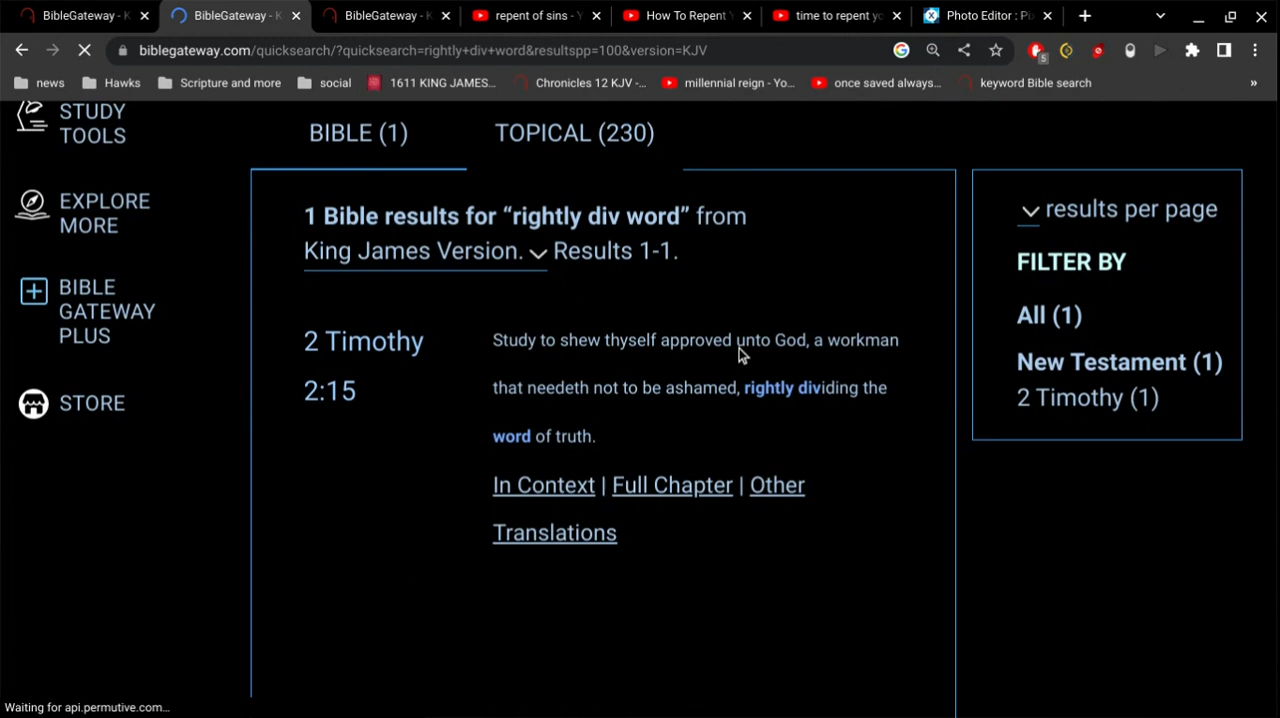 BibleGateway - K
BibleGateway - K
BibleGateway - K
repent of sins - Y
How To Repent
time to repent yo
Photo Editor : Pix
biblegateway.com/quicksearch/?quicksearch=rightly+div+word&resultspp=100&version=KJV
5
news
Hawks
Scripture and more
social
1611 KING JAMES...
Chronicles 12 KJV -...
millennial reign - Yo...
once saved always...
keyword Bible search
»
STUDY
TOOLS
EXPLORE
MORE
BIBLE
GATEWAY
PLUS
STORE
BIBLE (1)
TOPICAL (230)
1 Bible results for “rightly div word” from
King James Version. Results 1-1.
2 Timothy
2:15
Study to shew thyself approved unto God, a workman
that needeth not to be ashamed, rightly dividing the
word of truth.
In Context | Full Chapter | Other
Translations
results per page
FILTER BY
All (1)
New Testament (1)
2 Timothy (1)
Waiting for api.permutive.com...